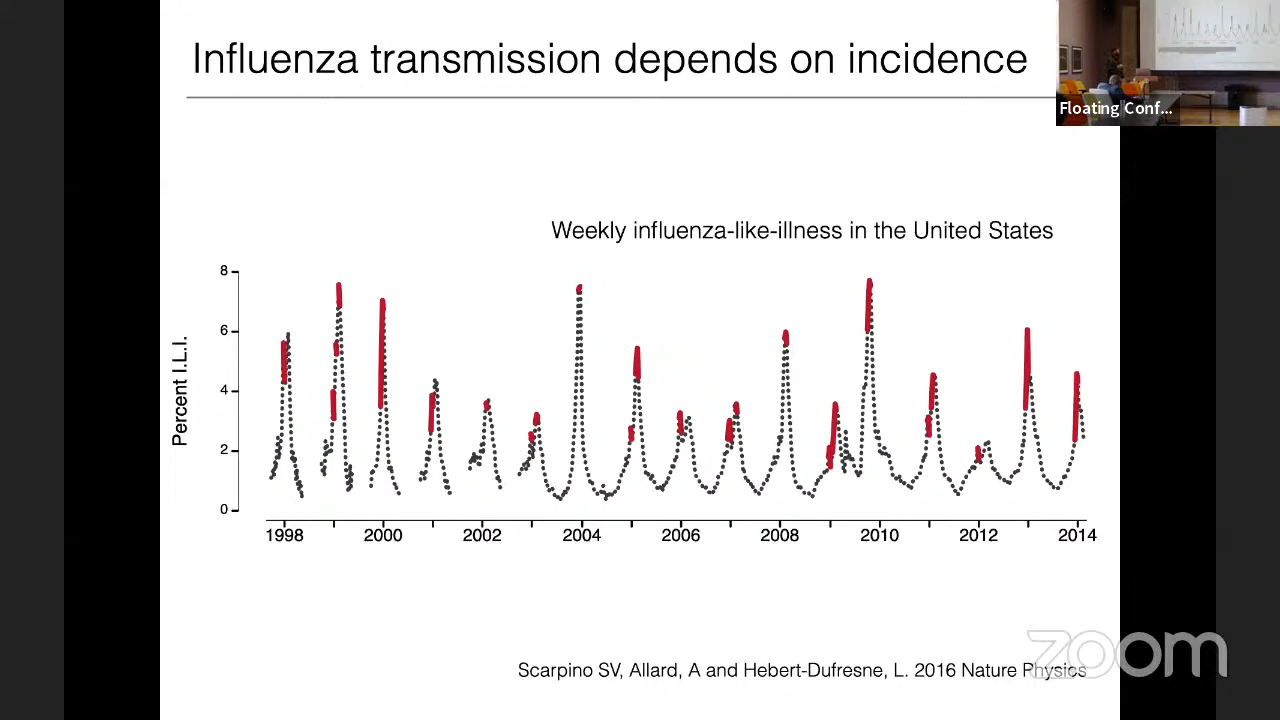 Influenza transmission depends on incidence
Floating Conf...
Weekly influenza-like-illness in the United States
Percent I.L.I.
8
6
4
2
0
1998 2000 2002 2004 2006 2008 2010 2012 2014
Scarpino SV, Allard, A and Hebert-Dufresne, L. 2016 Nature Physics
zoom